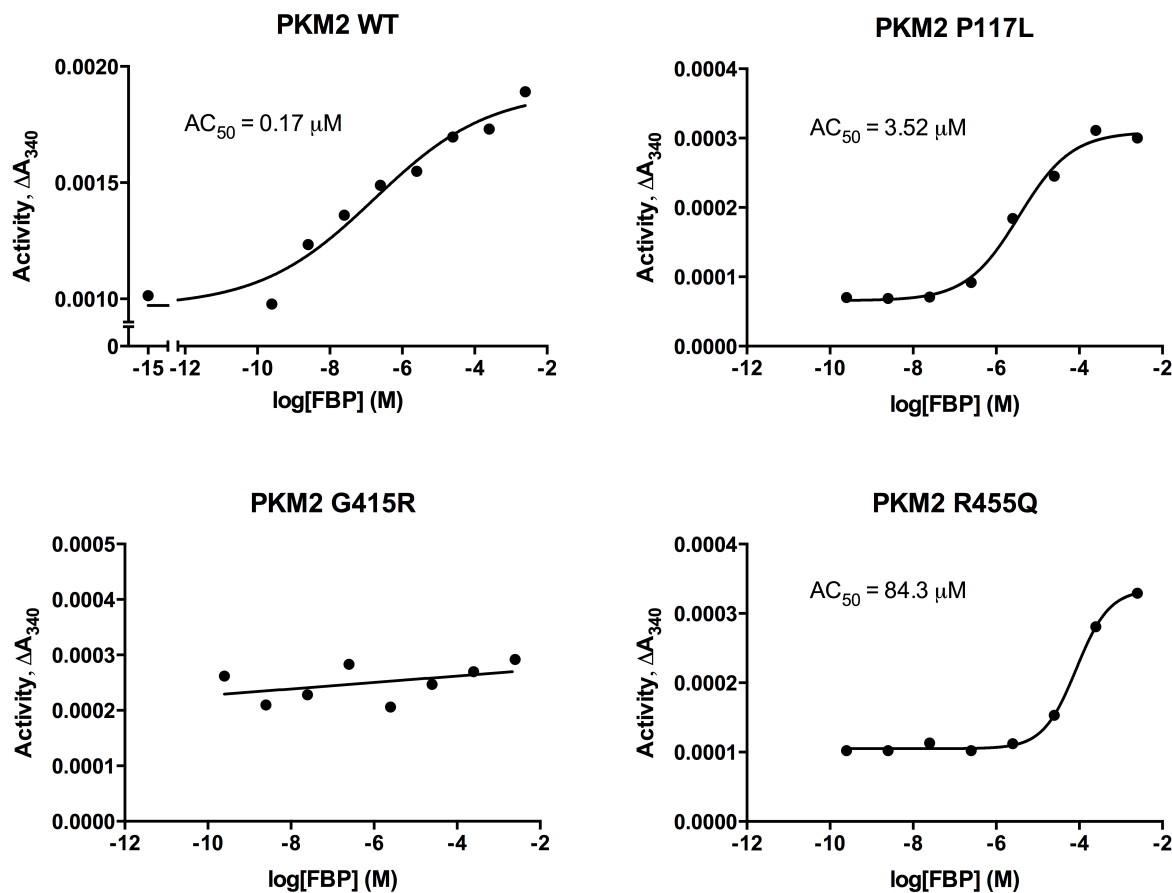 PKM2 WT
AC50 = 0.17 μM
Activity, ΔA340
0.0020
0.0015
0.0010
0
-15 -12 -10 -8 -6 -4 -2
log[FBP] (M)
PKM2 P117L
AC50 = 3.52 μM
Activity, ΔA340
0.0004
0.0003
0.0002
0.0001
0.0000
-12 -10 -8 -6 -4 -2
log[FBP] (M)
PKM2 G415R
Activity, ΔA340
0.0005
0.0004
0.0003
0.0002
0.0001
0.0000
-12 -10 -8 -6 -4 -2
log[FBP] (M)
PKM2 R455Q
AC50 = 84.3 μM
Activity, ΔA340
0.0004
0.0003
0.0002
0.0001
0.0000
-12 -10 -8 -6 -4 -2
log[FBP] (M)